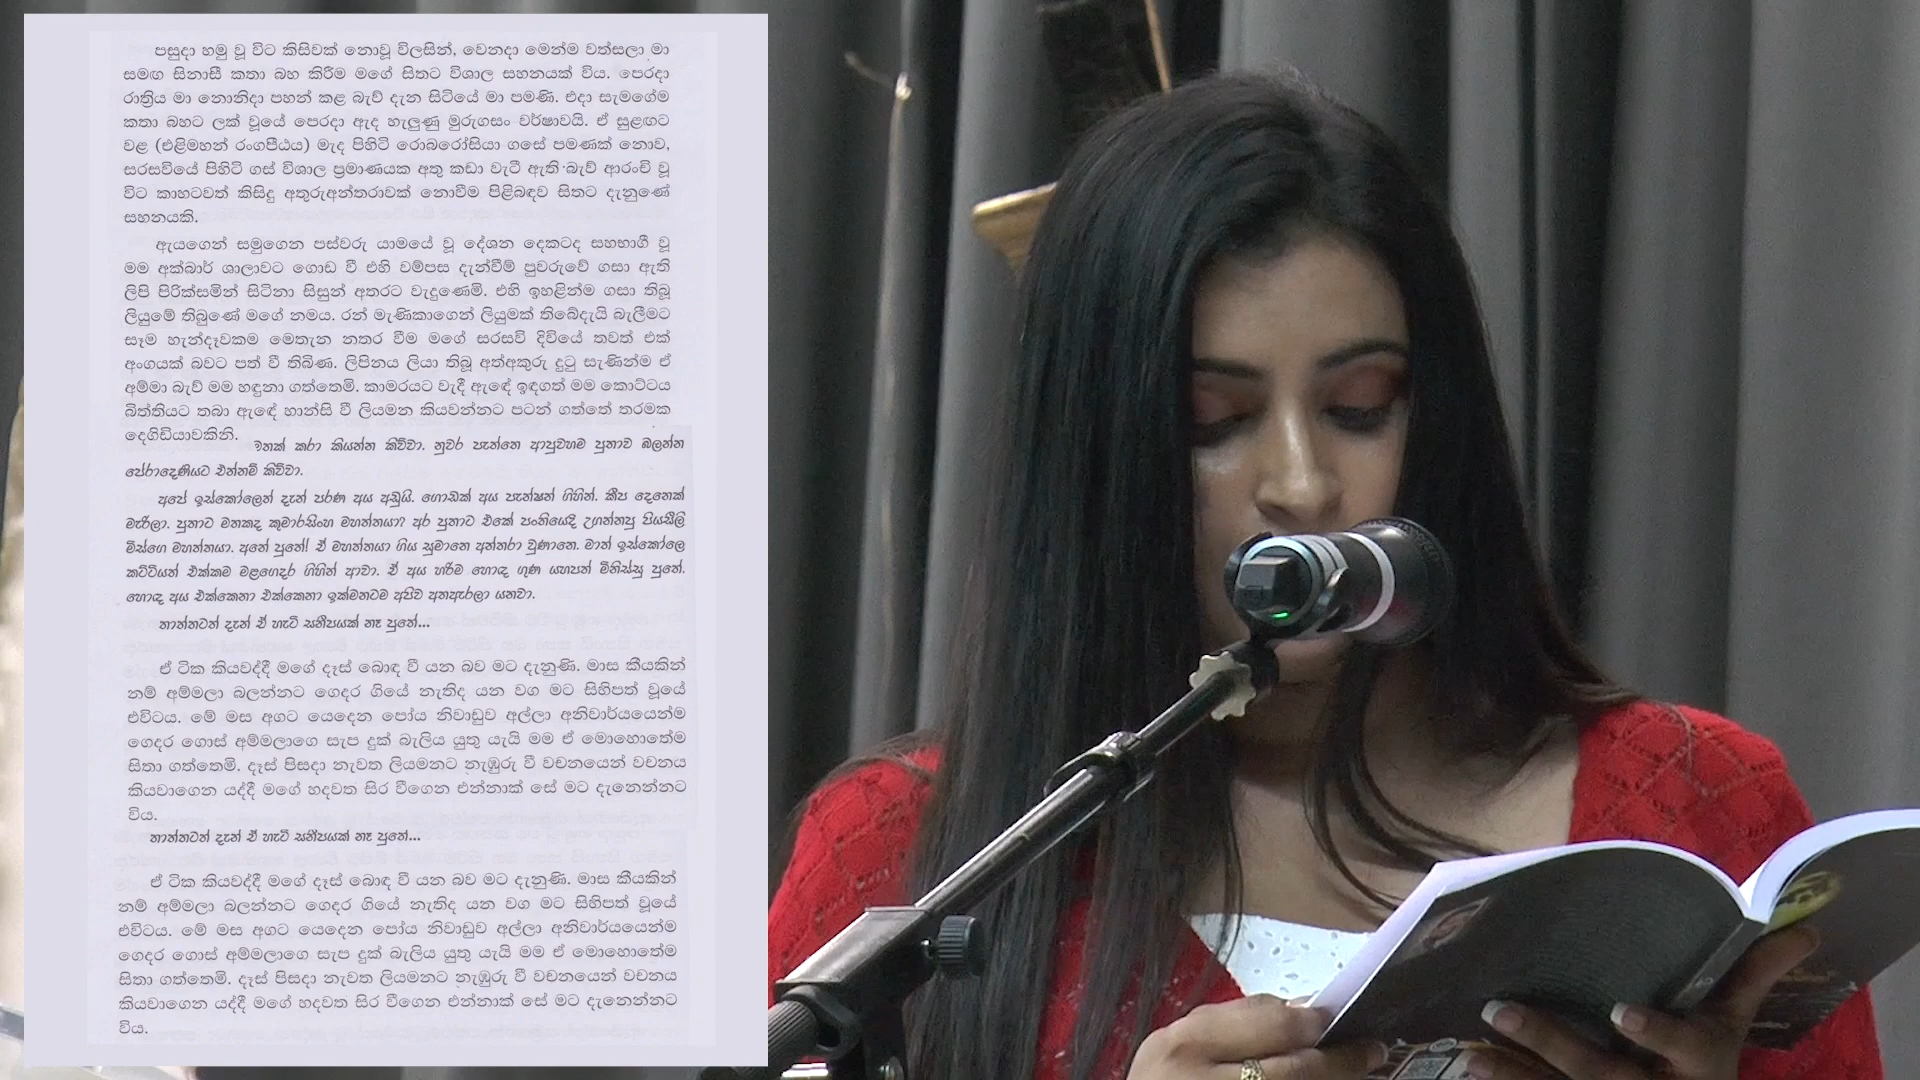 පසුදා හමු වූ විට කිසිවක් නොවූ විලසින්, වෙනදා මෙන්ම වත්සලා මා
සමඟ සිනාසී කතා බහ කිරීම මගේ සිතට විශාල සහනයක් විය. පෙරදා
රාත්‍රිය මා නොනිදා පහන් කළ බැව් දැන සිටියේ මා පමණි. එදා සැමගේම
කතා බහට ලක් වූයේ පෙරදා ඇද හැලුණු මුරුගසං වර්ෂාවයි. ඒ සුළඟට
වළ (එළිමහන් රංගපීඨය) මැද පිහිටි රොබරෝසියා ගසේ පමණක් නොව,
සරසවියේ පිහිටි ගස් විශාල ප්‍රමාණයක අතු කඩා වැටී ඇති බැව් ආරංචි වූ
විට කාහටවත් කිසිදු අතුරුඅන්තරාවක් නොවීම පිළිබඳව සිතට දැනුණේ
සහනයකි.
ඇයගෙන් සමුගෙන පස්වරු යාමයේ වූ දේශන දෙකටද සහභාගී වූ
මම අක්බාර් ශාලාවට ගොඩ වී එහි වම්පස දැන්වීම් පුවරුවේ ගසා ඇති
ලිපි පිරික්සමින් සිටිනා සිසුන් අතරට වැදුණෙමි. එහි ඉහළින්ම ගසා තිබූ
ලියුමේ තිබුණේ මගේ නමය. රන් මැණිකාගෙන් ලියුමක් තිබේදැයි බැලීමට
සෑම හැන්දෑවකම මෙතැන නතර වීම මගේ සරසවි දිවියේ තවත් එක්
අංගයක් බවට පත් වී තිබිණ. ලිපිනය ලියා තිබූ අත්අකුරු දුටු සැණින්ම ඒ
අම්මා බැව් මම හඳුනා ගත්තෙමි. කාමරයට වැදී ඇඳේ ඉඳගත් මම කොට්ටය
බිත්තියට තබා ඇඳේ හාන්සි වී ලියමන කියවන්නට පටන් ගත්තේ තරමක
දෙගිඩියාවකිනි.
එතක් කරා කියන්න කිව්වා. නුවර පැත්තෙ ආපුවහම පුතාව බලන්න
පේරාදෙණියට එන්නම් කිව්වා.
අපේ ඉස්කෝලෙත් දැන් පරණ අය අඩුයි. ගොඩක් අය පැන්ෂන් ගිහින්. කීප දෙනෙක්
මැරිලා. පුතාට මතකද කුමාරසිංහ මහත්තයා? අර පුතාට එකේ පංතියෙදි උගන්නපු පියසීලි
මිස්ගෙ මහත්තයා. අනේ පුතේ! ඒ මහත්තයා ගිය සුමානෙ අන්තරා වුණානෙ. මාත් ඉස්කෝලෙ
කට්ටියත් එක්කම මළගෙදර ගිහින් ආවා. ඒ අය හරිම හොඳ ගුණ යහපත් මිනිස්සු පුතේ.
හොඳ අය එක්කෙනා එක්කෙනා ඉක්මනටම අපිව අතඇරලා යනවා.
තාත්තටත් දැන් ඒ හැටි සනීපයක් නෑ පුතේ...
ඒ ටික කියවද්දී මගේ දෑස් බොඳ වී යන බව මට දැනුණි. මාස කීයකින්
නම් අම්මලා බලන්නට ගෙදර ගියේ නැතිද යන වග මට සිහිපත් වූයේ
එවිටය. මේ මස අගට යෙදෙන පෝය නිවාඩුව අල්ලා අනිවාර්යයෙන්ම
ගෙදර ගොස් අම්මලාගෙ සැප දුක් බැලිය යුතු යැයි මම ඒ මොහොතේම
සිතා ගත්තෙමි. දෑස් පිසදා නැවත ලියමනට නැඹුරු වී වචනයෙන් වචනය
කියවාගෙන යද්දී මගේ හදවත සිර වීගෙන එන්නාක් සේ මට දැනෙන්නට
විය.
තාත්තටත් දැන් ඒ හැටි සනීපයක් නෑ පුතේ...
ඒ ටික කියවද්දී මගේ දෑස් බොඳ වී යන බව මට දැනුණි. මාස කීයකින්
නම් අම්මලා බලන්නට ගෙදර ගියේ නැතිද යන වග මට සිහිපත් වූයේ
එවිටය. මේ මස අගට යෙදෙන පෝය නිවාඩුව අල්ලා අනිවාර්යයෙන්ම
ගෙදර ගොස් අම්මලාගෙ සැප දුක් බැලිය යුතු යැයි මම ඒ මොහොතේම
සිතා ගත්තෙමි. දෑස් පිසදා නැවත ලියමනට නැඹුරු වී වචනයෙන් වචනය
කියවාගෙන යද්දී මගේ හදවත සිර වීගෙන එන්නාක් සේ මට දැනෙන්නට
විය.